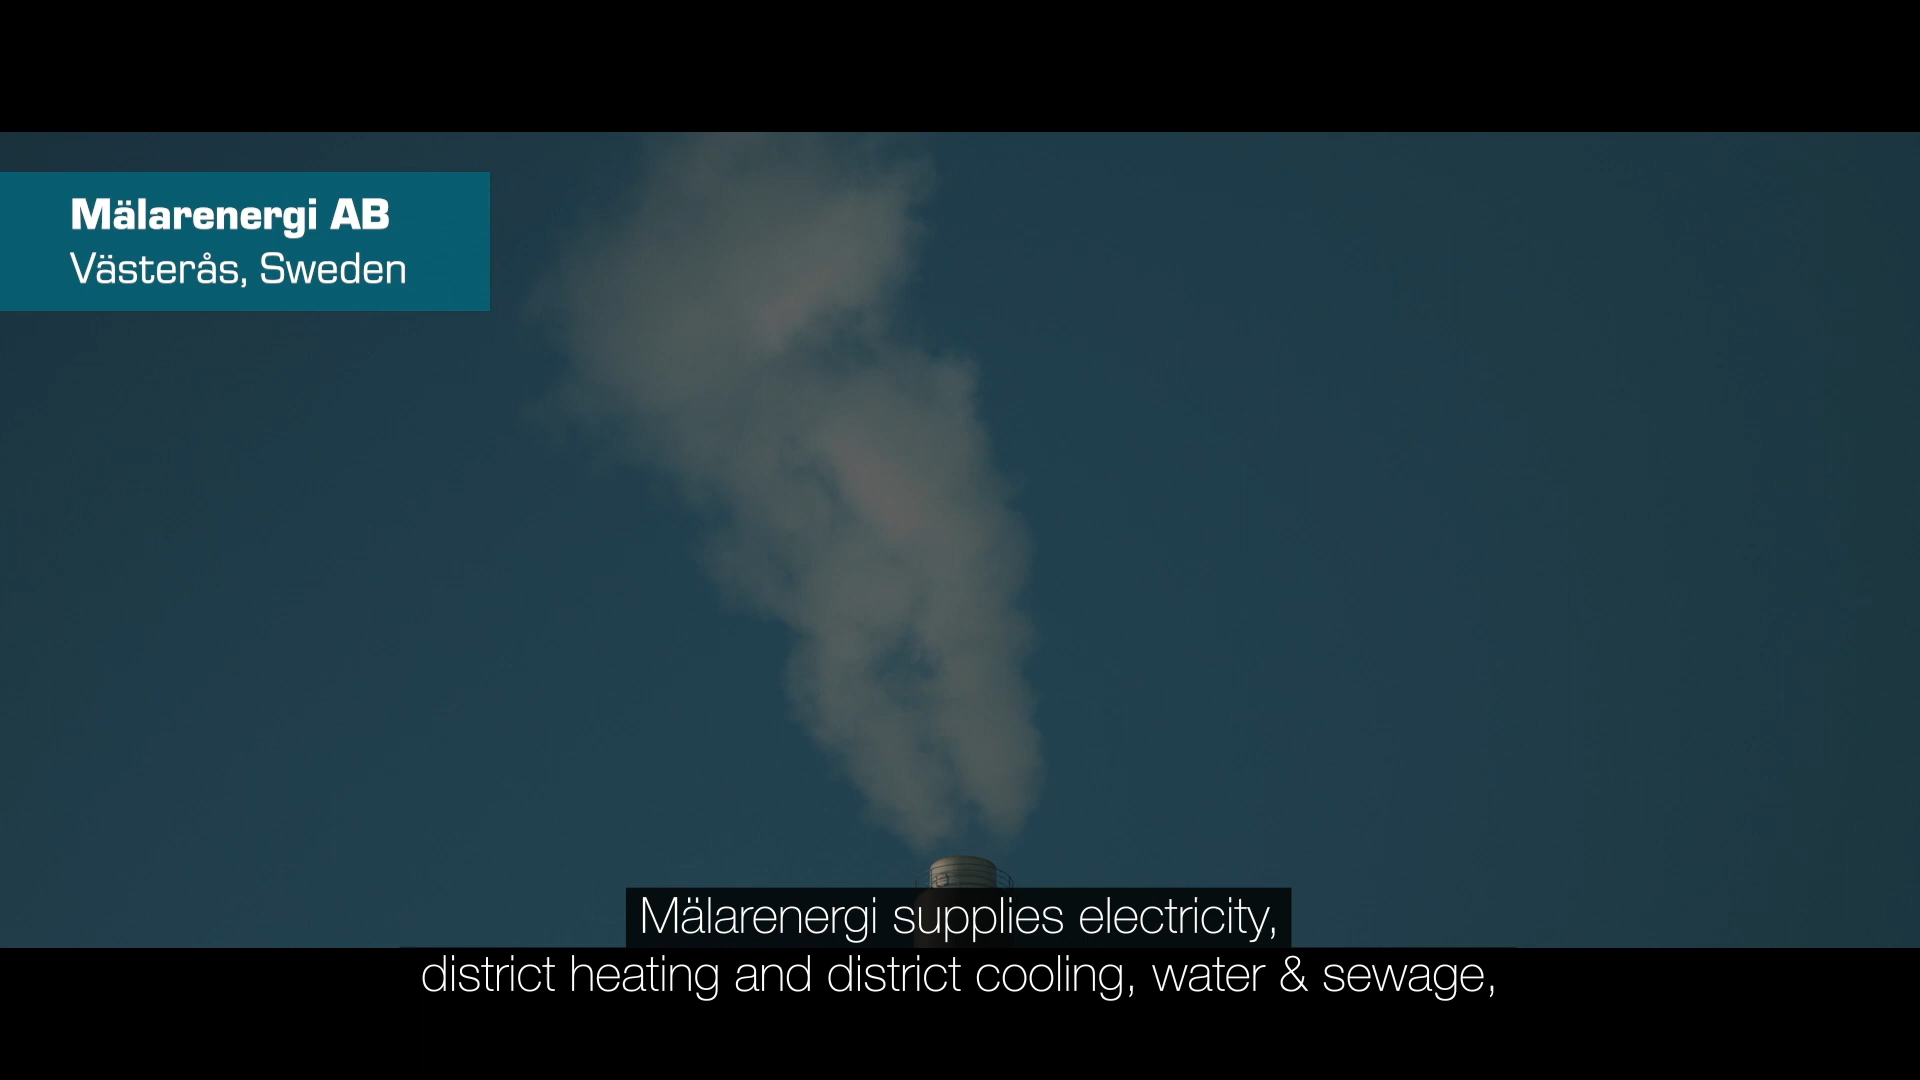 Mälarenergi AB
Västerås, Sweden
Mälarenergi supplies electricity,
district heating and district cooling, water & sewage,